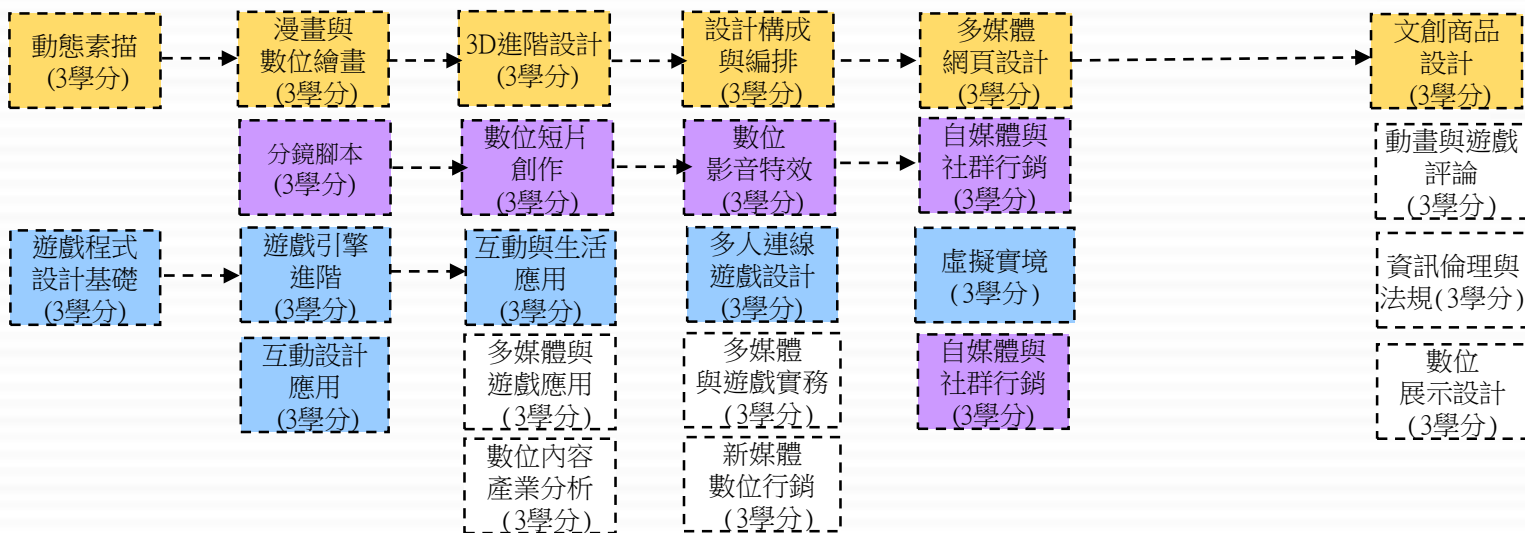 動態素描
(3學分)
漫畫與
數位繪畫
(3學分)
3D進階設計
(3學分)
設計構成
與編排
(3學分)
多媒體
網頁設計
(3學分)
文創商品
設計
(3學分)
分鏡腳本
(3學分)
數位短片
創作
(3學分)
數位
影音特效
(3學分)
自媒體與
社群行銷
(3學分)
動畫與遊戲
評論
(3學分)
遊戲程式
設計基礎
(3學分)
遊戲引擎
進階
(3學分)
互動與生活
應用
(3學分)
多人連線
遊戲設計
(3學分)
虛擬實境
(3學分)
資訊倫理與
法規(3學分)
互動設計
應用
(3學分)
多媒體與
遊戲應用
(3學分)
多媒體
與遊戲實務
(3學分)
自媒體與
社群行銷
(3學分)
數位
展示設計
(3學分)
數位內容
產業分析
(3學分)
新媒體
數位行銷
(3學分)